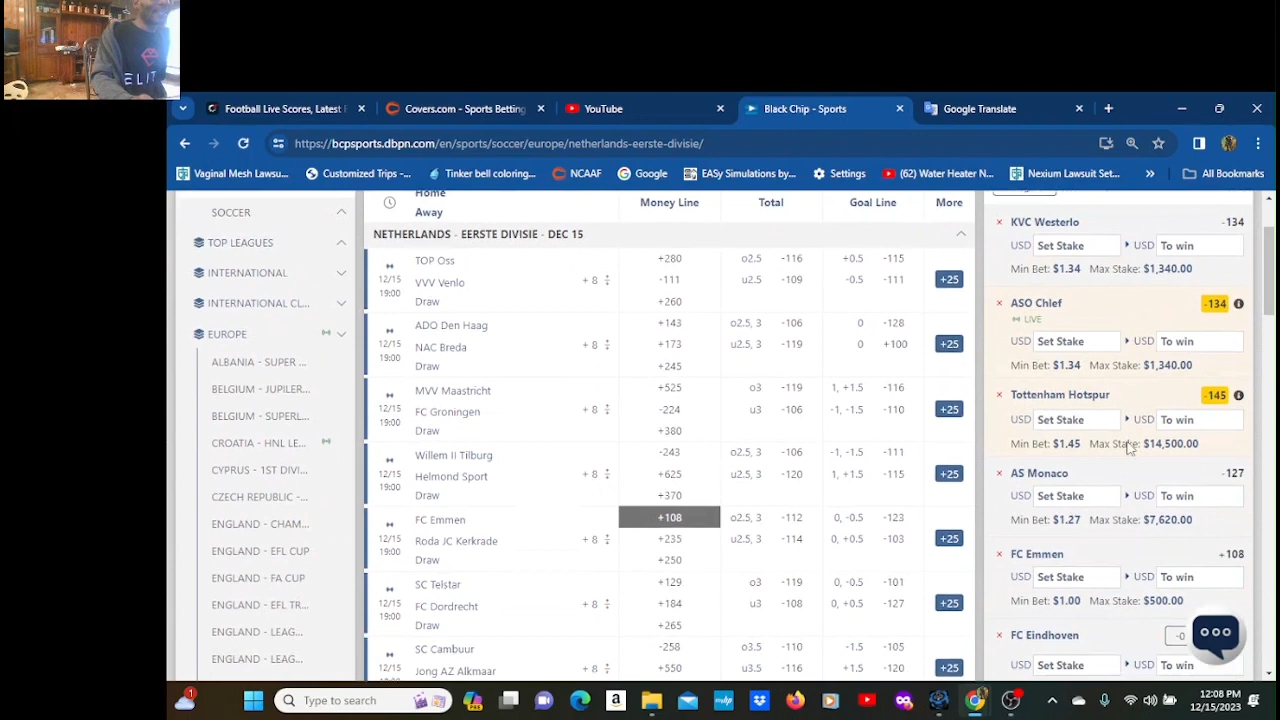 ELIT
Football Live Scores, Latest F
Covers.com - Sports Betting
YouTube
Black Chip - Sports
Google Translate
https://bcpsports.dbpn.com/en/sports/soccer/europe/netherlands-eerste-divisie/
Vaginal Mesh Lawsu...
Customized Trips -...
Tinker bell coloring...
NCAAF
Google
EASy Simulations by...
Settings
(62) Water Heater N...
Nexium Lawsuit Set...
»
All Bookmarks
SOCCER
TOP LEAGUES
INTERNATIONAL
INTERNATIONAL CL...
EUROPE
ALBANIA - SUPER ...
BELGIUM - JUPILER...
BELGIUM - SUPERL...
CROATIA - HNL LE...
CYPRUS - 1ST DIVI...
CZECH REPUBLIC -...
ENGLAND - CHAM...
ENGLAND - EFL CUP
ENGLAND - FA CUP
ENGLAND - EFL TR...
ENGLAND - LEAG...
ENGLAND - LEAG...
Home
Away Money Line Total Goal Line More
NETHERLANDS - EERSTE DIVISIE - DEC 15
TOP Oss +280 o2.5 -116 +0.5 -115
12/15 19:00 VVV Venlo + 8 -111 u2.5 -109 -0.5 -111 +25
Draw +260
ADO Den Haag +143 o2.5, 3 -106 0 -128
12/15 19:00 NAC Breda + 8 +173 u2.5, 3 -119 0 +100 +25
Draw +245
MVV Maastricht +525 o3 -119 1, +1.5 -116
12/15 19:00 FC Groningen + 8 -224 u3 -106 -1, -1.5 -110 +25
Draw +380
Willem II Tilburg -243 o2.5, 3 -106 -1, -1.5 -111
12/15 19:00 Helmond Sport + 8 +625 u2.5, 3 -120 1, +1.5 -115 +25
Draw +370
FC Emmen +108 o2.5, 3 -112 0, -0.5 -123
12/15 19:00 Roda JC Kerkrade + 8 +235 u2.5, 3 -114 0, +0.5 -103 +25
Draw +250
SC Telstar +129 o3 -119 0, -0.5 -101
12/15 19:00 FC Dordrecht + 8 +184 u3 -108 0, +0.5 -127 +25
Draw +265
SC Cambuur -258 o3.5 -110 -1.5 -105
12/15 Jong AZ Alkmaar + 8 +550 u3.5 -116 +1.5 -120 +25
KVC Westerlo -134
USD Set Stake USD To win
Min Bet: $1.34 Max Stake: $1,340.00
ASO Chlef -134
LIVE
USD Set Stake USD To win
Min Bet: $1.34 Max Stake: $1,340.00
Tottenham Hotspur -145
USD Set Stake USD To win
Min Bet: $1.45 Max Stake: $14,500.00
AS Monaco -127
USD Set Stake USD To win
Min Bet: $1.27 Max Stake: $7,620.00
FC Emmen +108
USD Set Stake USD To win
Min Bet: $1.00 Max Stake: $500.00
FC Eindhoven -0
USD Set Stake USD To win
1
Type to search
12:08 PM
12/15/2023